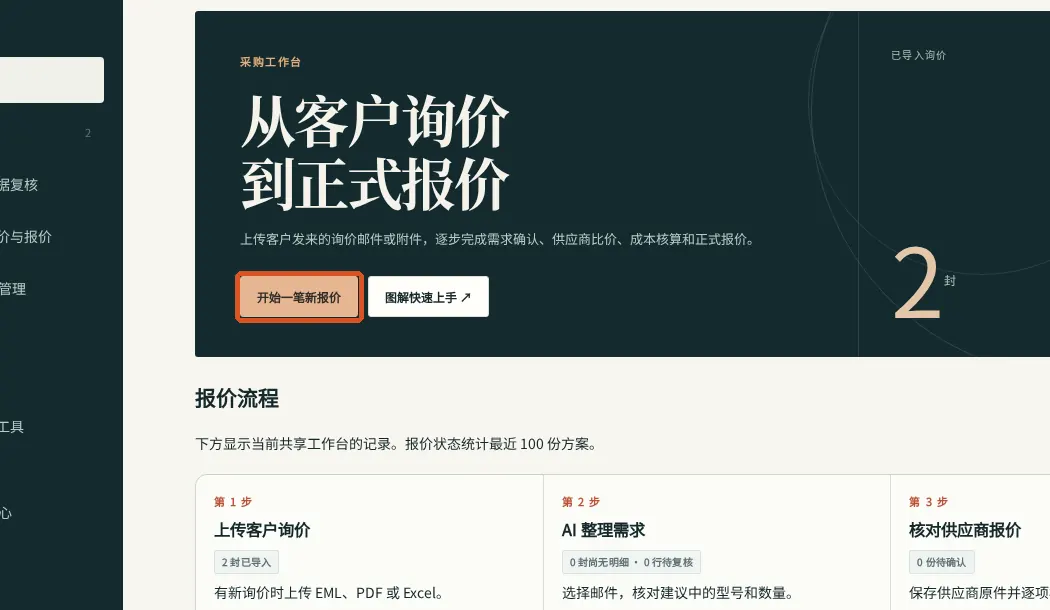 2
据复核
价与报价
管理
工具
心
采购工作台
从客户询价
到正式报价
上传客户发来的询价邮件或附件，逐步完成需求确认、供应商比价、成本核算和正式报价。
开始一笔新报价
图解快速上手 ↗
已导入询价
2 封
报价流程
下方显示当前共享工作台的记录。报价状态统计最近 100 份方案。
第 1 步
上传客户询价
2 封已导入
有新询价时上传 EML、PDF 或 Excel。
第 2 步
AI 整理需求
0 封尚无明细 · 0 行待复核
选择邮件，核对建议中的型号和数量。
第 3 步
核对供应商报价
0 份待确认
保存供应商原件并逐项